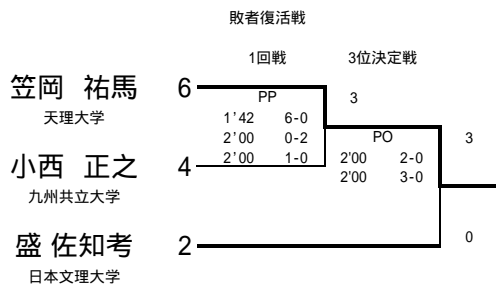 敗者復活戦
1回戦 3位決定戦
笠岡 祐馬 6
天理大学
PP 3
1'42 6-0
2'00 0-2
2'00 1-0
小西 正之 4
九州共立大学
PO 3
2'00 2-0
2'00 3-0
盛 佐知考 2 0
日本文理大学